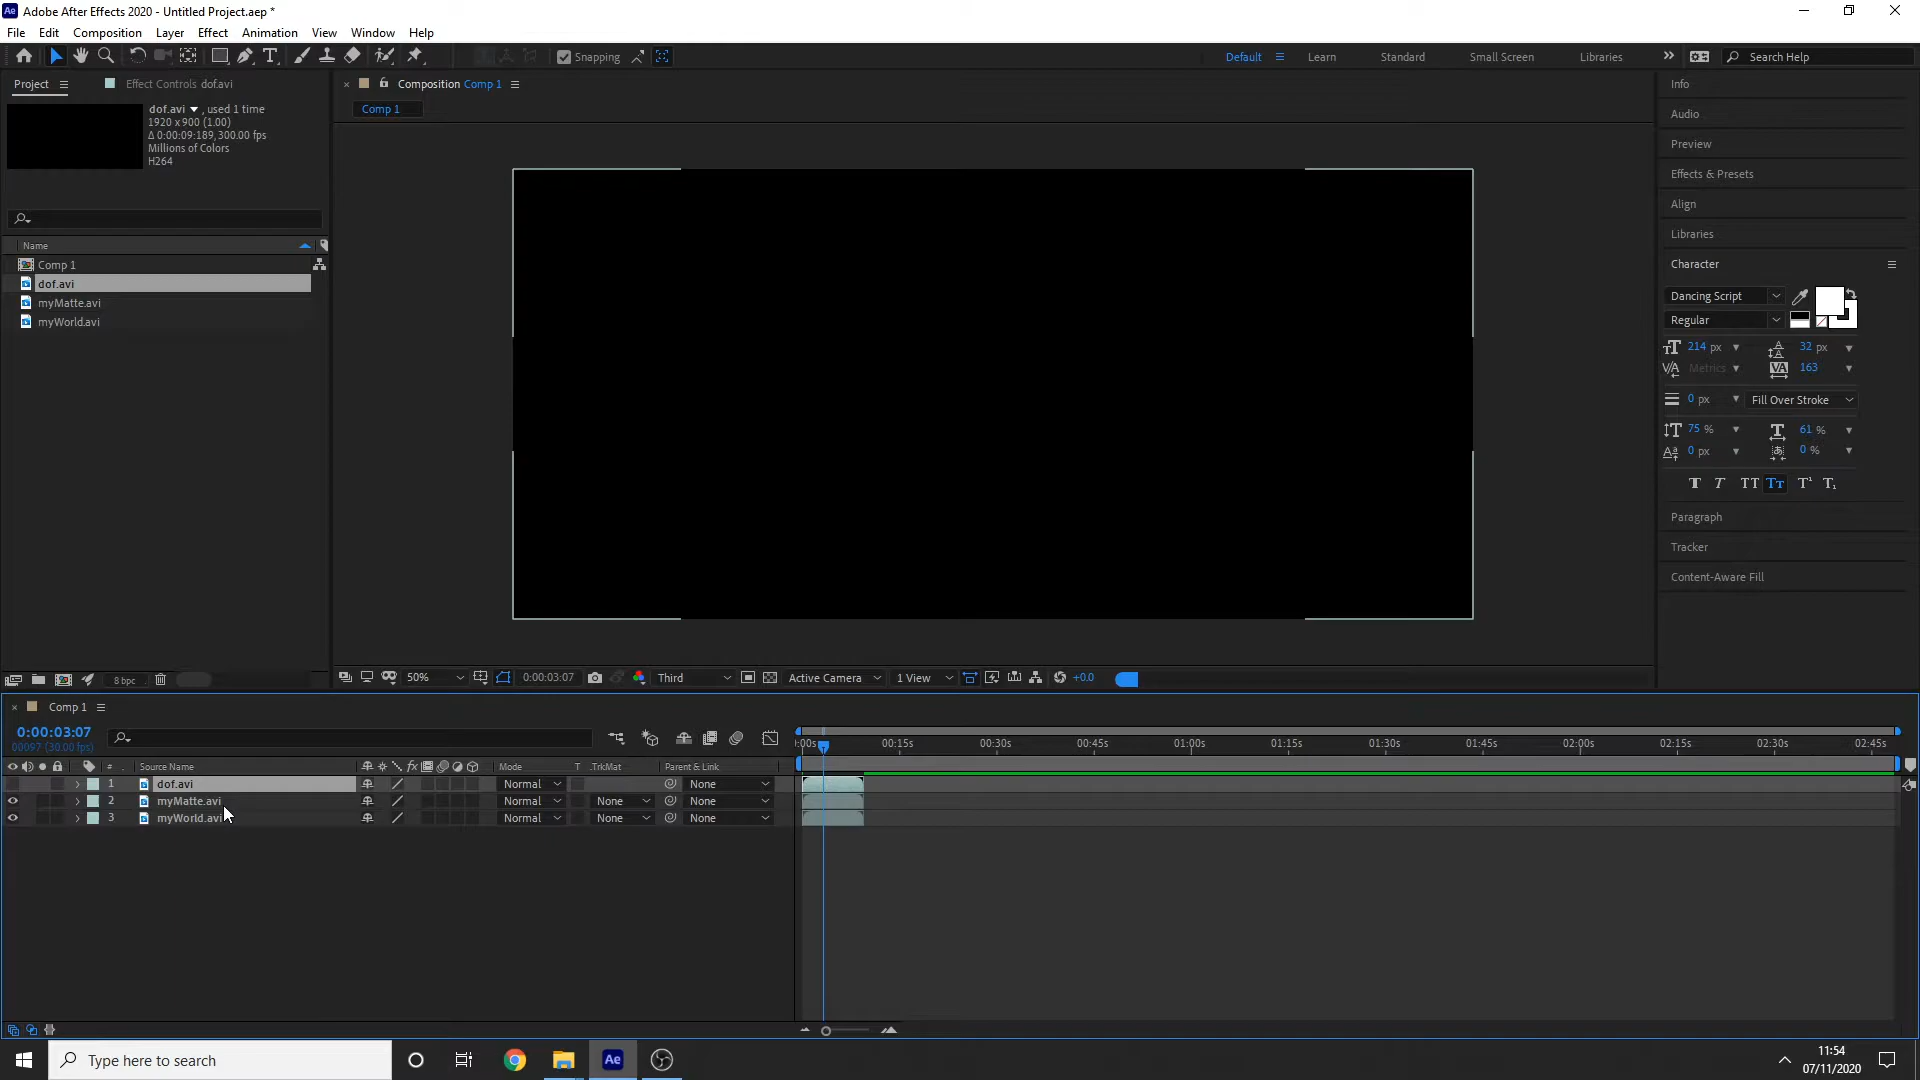 Adobe After Effects 2020 - Untitled Project.aep *
File Edit Composition Layer Effect Animation View Window Help
Snapping
Default Learn Standard Small Screen Libraries Search Help
Project Effect Controls dof.avi
Composition Comp 1
Comp 1
dof.avi , used 1 time
1920 x 900 (1.00)
Δ 0:00:09:189, 300.00 fps
Millions of Colors
H264
Name
Comp 1
dof.avi
myMatte.avi
myWorld.avi
8 bpc
50% 0:00:03:07 Third Active Camera 1 View +0.0
Info
Audio
Preview
Effects & Presets
Align
Libraries
Character
Dancing Script
Regular
214 px 32 px
Metrics 163
0 px Fill Over Stroke
75 % 61 %
0 px 0 %
Paragraph
Tracker
Content-Aware Fill
Comp 1
0:00:03:07
00097 (30.00 fps)
# Source Name Mode T .TrkMat Parent & Link
:00s 00:15s 00:30s 00:45s 01:00s 01:15s 01:30s 01:45s 02:00s 02:15s 02:30s 02:45s
1 dof.avi Normal None
2 myMatte.avi Normal None None
3 myWorld.avi Normal None None
Type here to search
Ae
11:54
07/11/2020